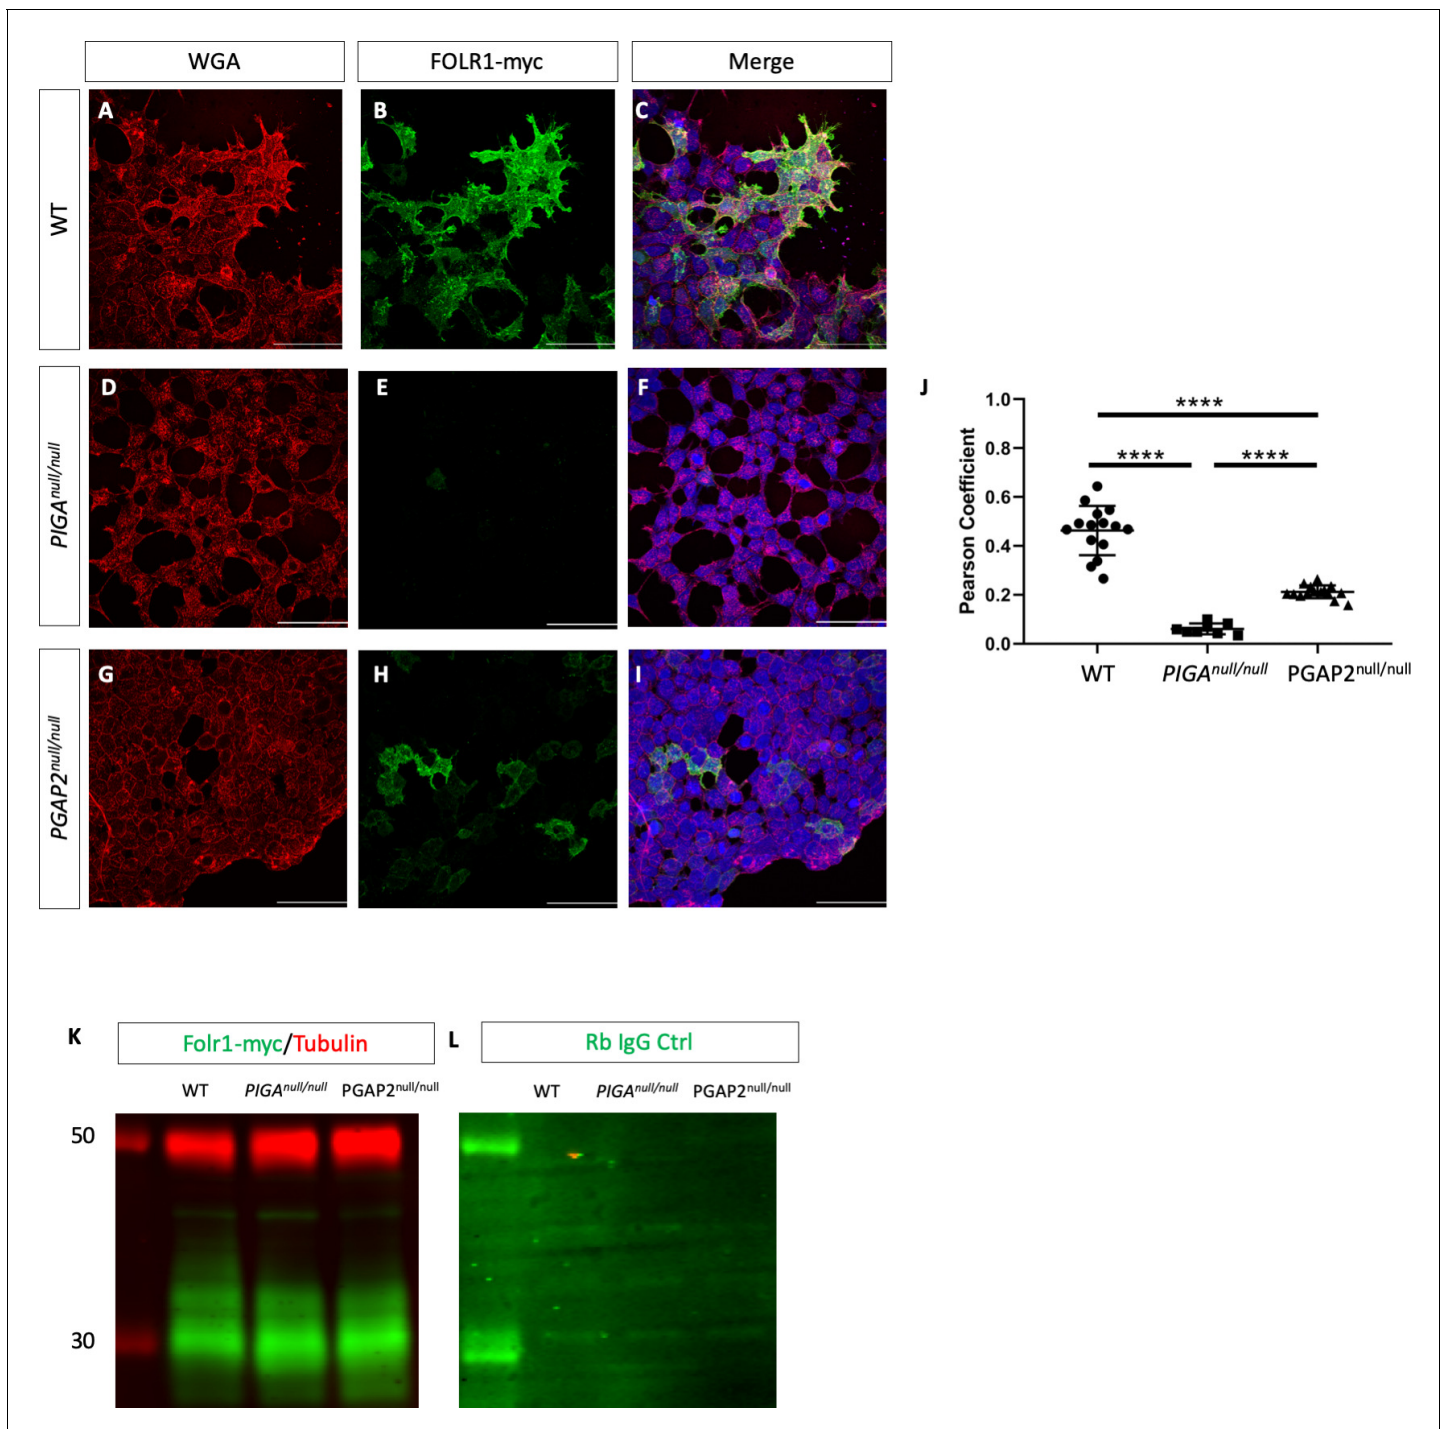 WGA
FOLR1-myc
Merge
WT
A
B
C
PIGAnull/null
D
E
F
PGAP2null/null
G
H
I
J
Pearson Coefficient
1.0
0.8
0.6
0.4
0.2
0.0
****
**** ****
WT PIGAnull/null PGAP2null/null
K
Folr1-myc/Tubulin
WT PIGAnull/null PGAP2null/null
50
30
L
Rb IgG Ctrl
WT PIGAnull/null PGAP2null/null